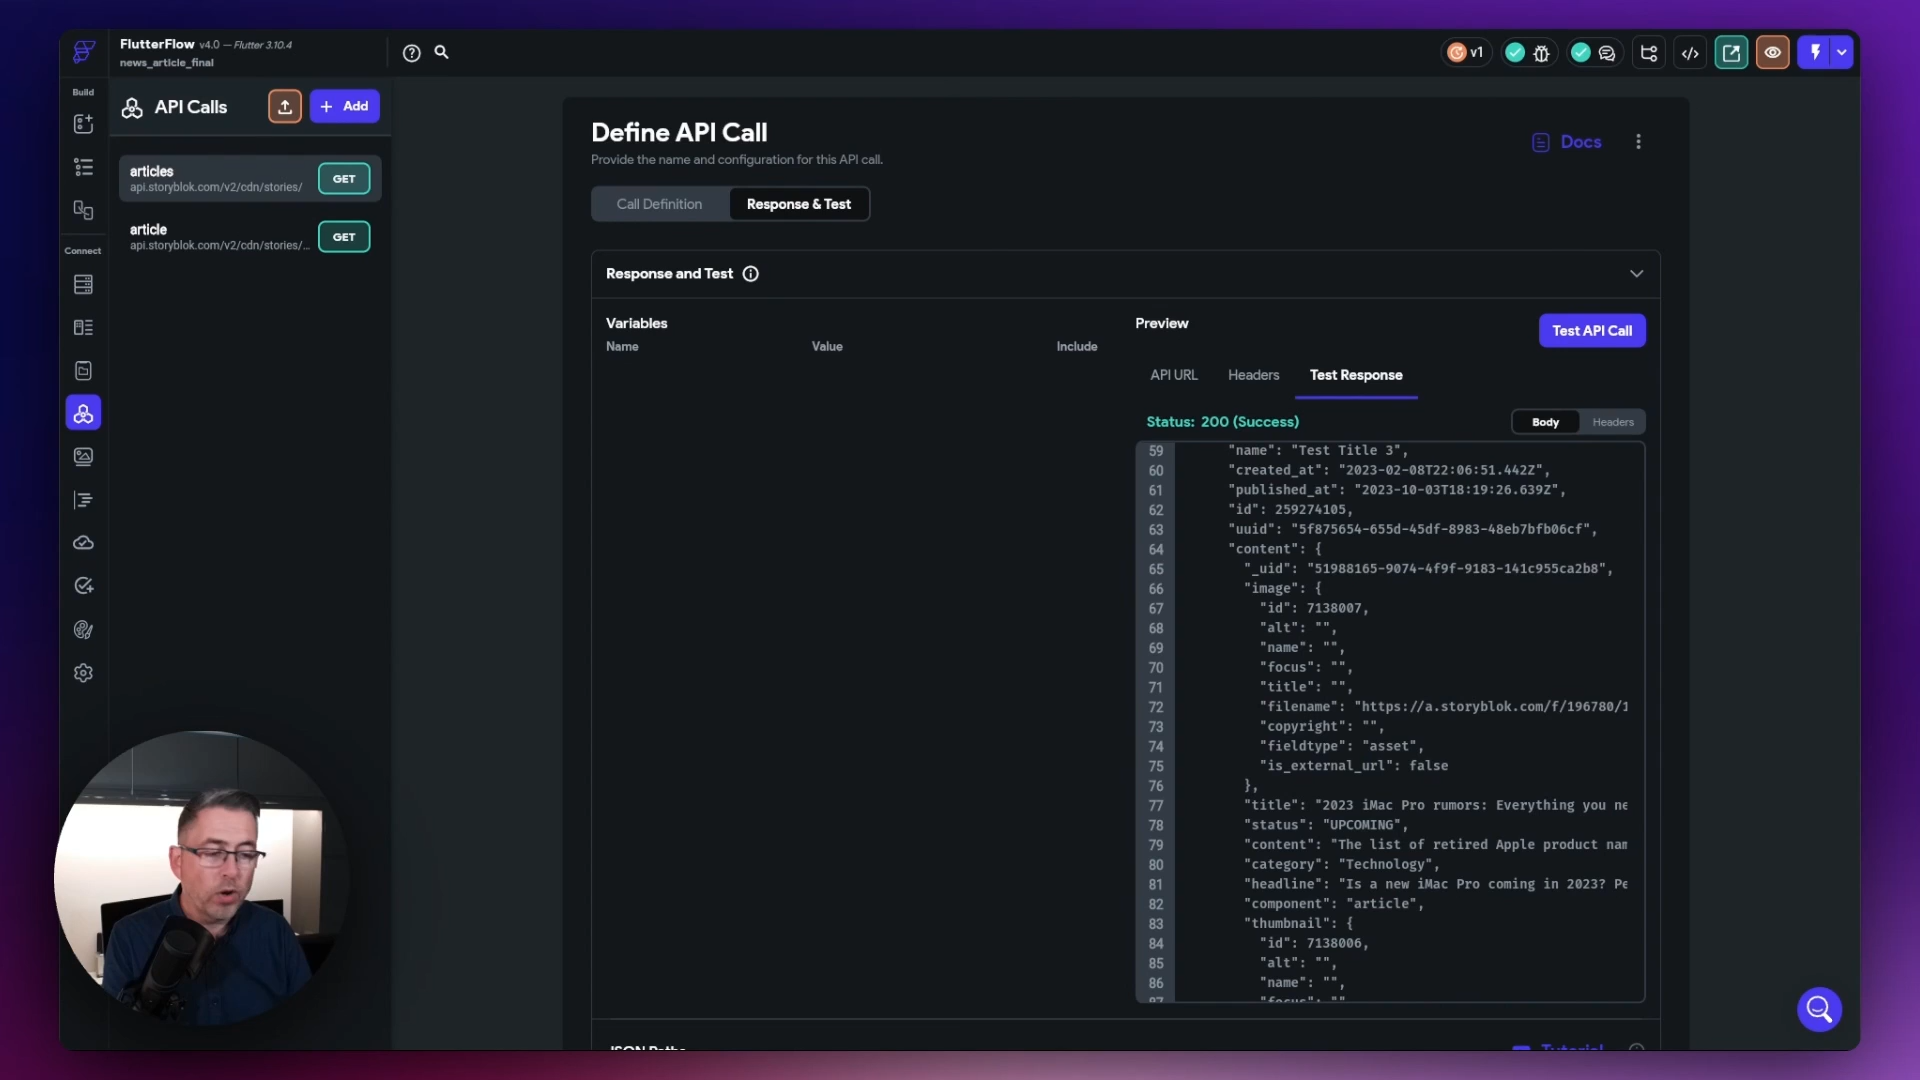 FlutterFlow v4.0 — Flutter 3.10.4
news_article_final
v1
Build
API Calls
Add
articles
api.storyblok.com/v2/cdn/stories/
GET
article
api.storyblok.com/v2/cdn/stories/...
GET
Connect
Define API Call
Provide the name and configuration for this API call.
Docs
Call Definition
Response & Test
Response and Test
Variables
Name
Value
Include
Preview
Test API Call
API URL
Headers
Test Response
Status: 200 (Success)
Body
Headers
59 "name": "Test Title 3",
60 "created_at": "2023-02-08T22:06:51.442Z",
61 "published_at": "2023-10-03T18:19:26.639Z",
62 "id": 259274105,
63 "uuid": "5f875654-655d-45df-8983-48eb7bfb06cf",
64 "content": {
65 "_uid": "51988165-9074-4f9f-9183-141c955ca2b8",
66 "image": {
67 "id": 7138007,
68 "alt": "",
69 "name": "",
70 "focus": "",
71 "title": "",
72 "filename": "https://a.storyblok.com/f/196780/1
73 "copyright": "",
74 "fieldtype": "asset",
75 "is_external_url": false
76 },
77 "title": "2023 iMac Pro rumors: Everything you ne
78 "status": "UPCOMING",
79 "content": "The list of retired Apple product nam
80 "category": "Technology",
81 "headline": "Is a new iMac Pro coming in 2023? Pe
82 "component": "article",
83 "thumbnail": {
84 "id": 7138006,
85 "alt": "",
86 "name": "",
87 "focus": ""
JSON Paths
Tutorial